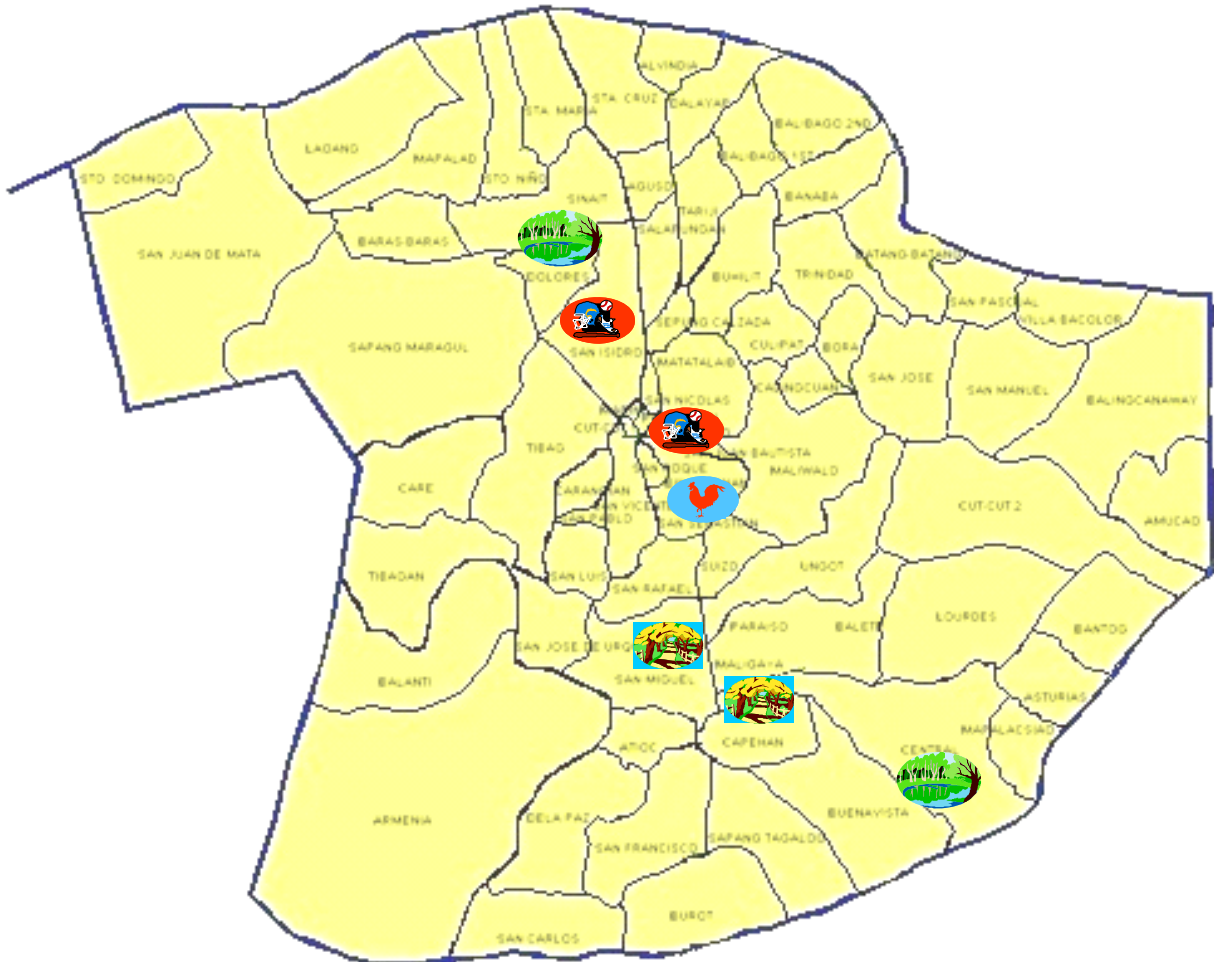 ALVINDIA
STA. CRUZ
DALAYAP
STA. MARIA
BALIBAGO 2ND
LAOANG
MAPALAD
BALIBAGO 1ST
STO. DOMINGO
STO. NIÑO
AGUSO
SINAIT
BANABA
TARIJI
SALAPUNGAN
BARAS-BARAS
SAN JUAN DE MATA
BATANG-BATANG
DOLORES
BUHILIT
TRINIDAD
SAN PASCUAL
VILLA BACOLOR
SEPUNG CALZADA
SAPANG MARAGUL
SAN ISIDRO
CULIPAT
BORA
MATATALAIB
SAN JOSE
SAN MANUEL
CARINGCUAN
SAN NICOLAS
BALINGCANAWAY
CUT-CUT
TIBAG
SAN JUAN BAUTISTA
SAN ROQUE
MALIWALO
CARE
CARANGIAN
SAN VICENTE
CUT-CUT 2
SAN PABLO
SAN SEBASTIAN
AMUCAO
TIBAGAN
SAN LUIS
SUIZO
UNGOT
SAN RAFAEL
LOURDES
PARAISO
BALETE
BANTOG
SAN JOSE DE URQ
MALIGAYA
BALANTI
SAN MIGUEL
ASTURIAS
MAPALACSIAO
ATIOC
CAPEHAN
CENTRAL
ARMENIA
DELA PAZ
BUENAVISTA
SAN FRANCISCO
SAPANG TAGALOG
BUROT
SAN CARLOS